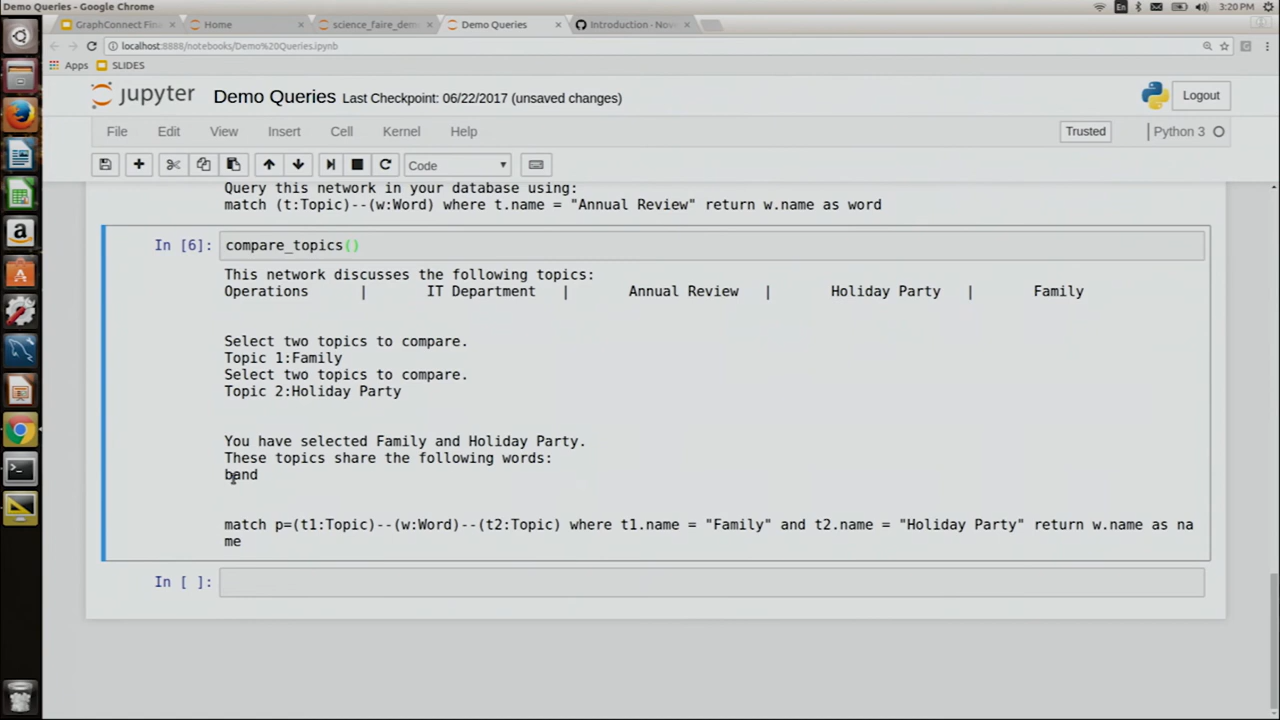 Demo Queries - Google Chrome
En
3:20 PM
GraphConnect Fin
Home
science_faire_dem
Demo Queries
Introduction - Nov
localhost:8888/notebooks/Demo%20Queries.ipynb
Apps
SLIDES
jupyter
Demo Queries Last Checkpoint: 06/22/2017 (unsaved changes)
Logout
File Edit View Insert Cell Kernel Help
Trusted
Python 3
Code
Query this network in your database using:
match (t:Topic)--(w:Word) where t.name = "Annual Review" return w.name as word
In [6]: compare_topics()
This network discusses the following topics:
Operations | IT Department | Annual Review | Holiday Party | Family
Select two topics to compare.
Topic 1:Family
Select two topics to compare.
Topic 2:Holiday Party
You have selected Family and Holiday Party.
These topics share the following words:
band
match p=(t1:Topic)--(w:Word)--(t2:Topic) where t1.name = "Family" and t2.name = "Holiday Party" return w.name as na
me
In [ ]: